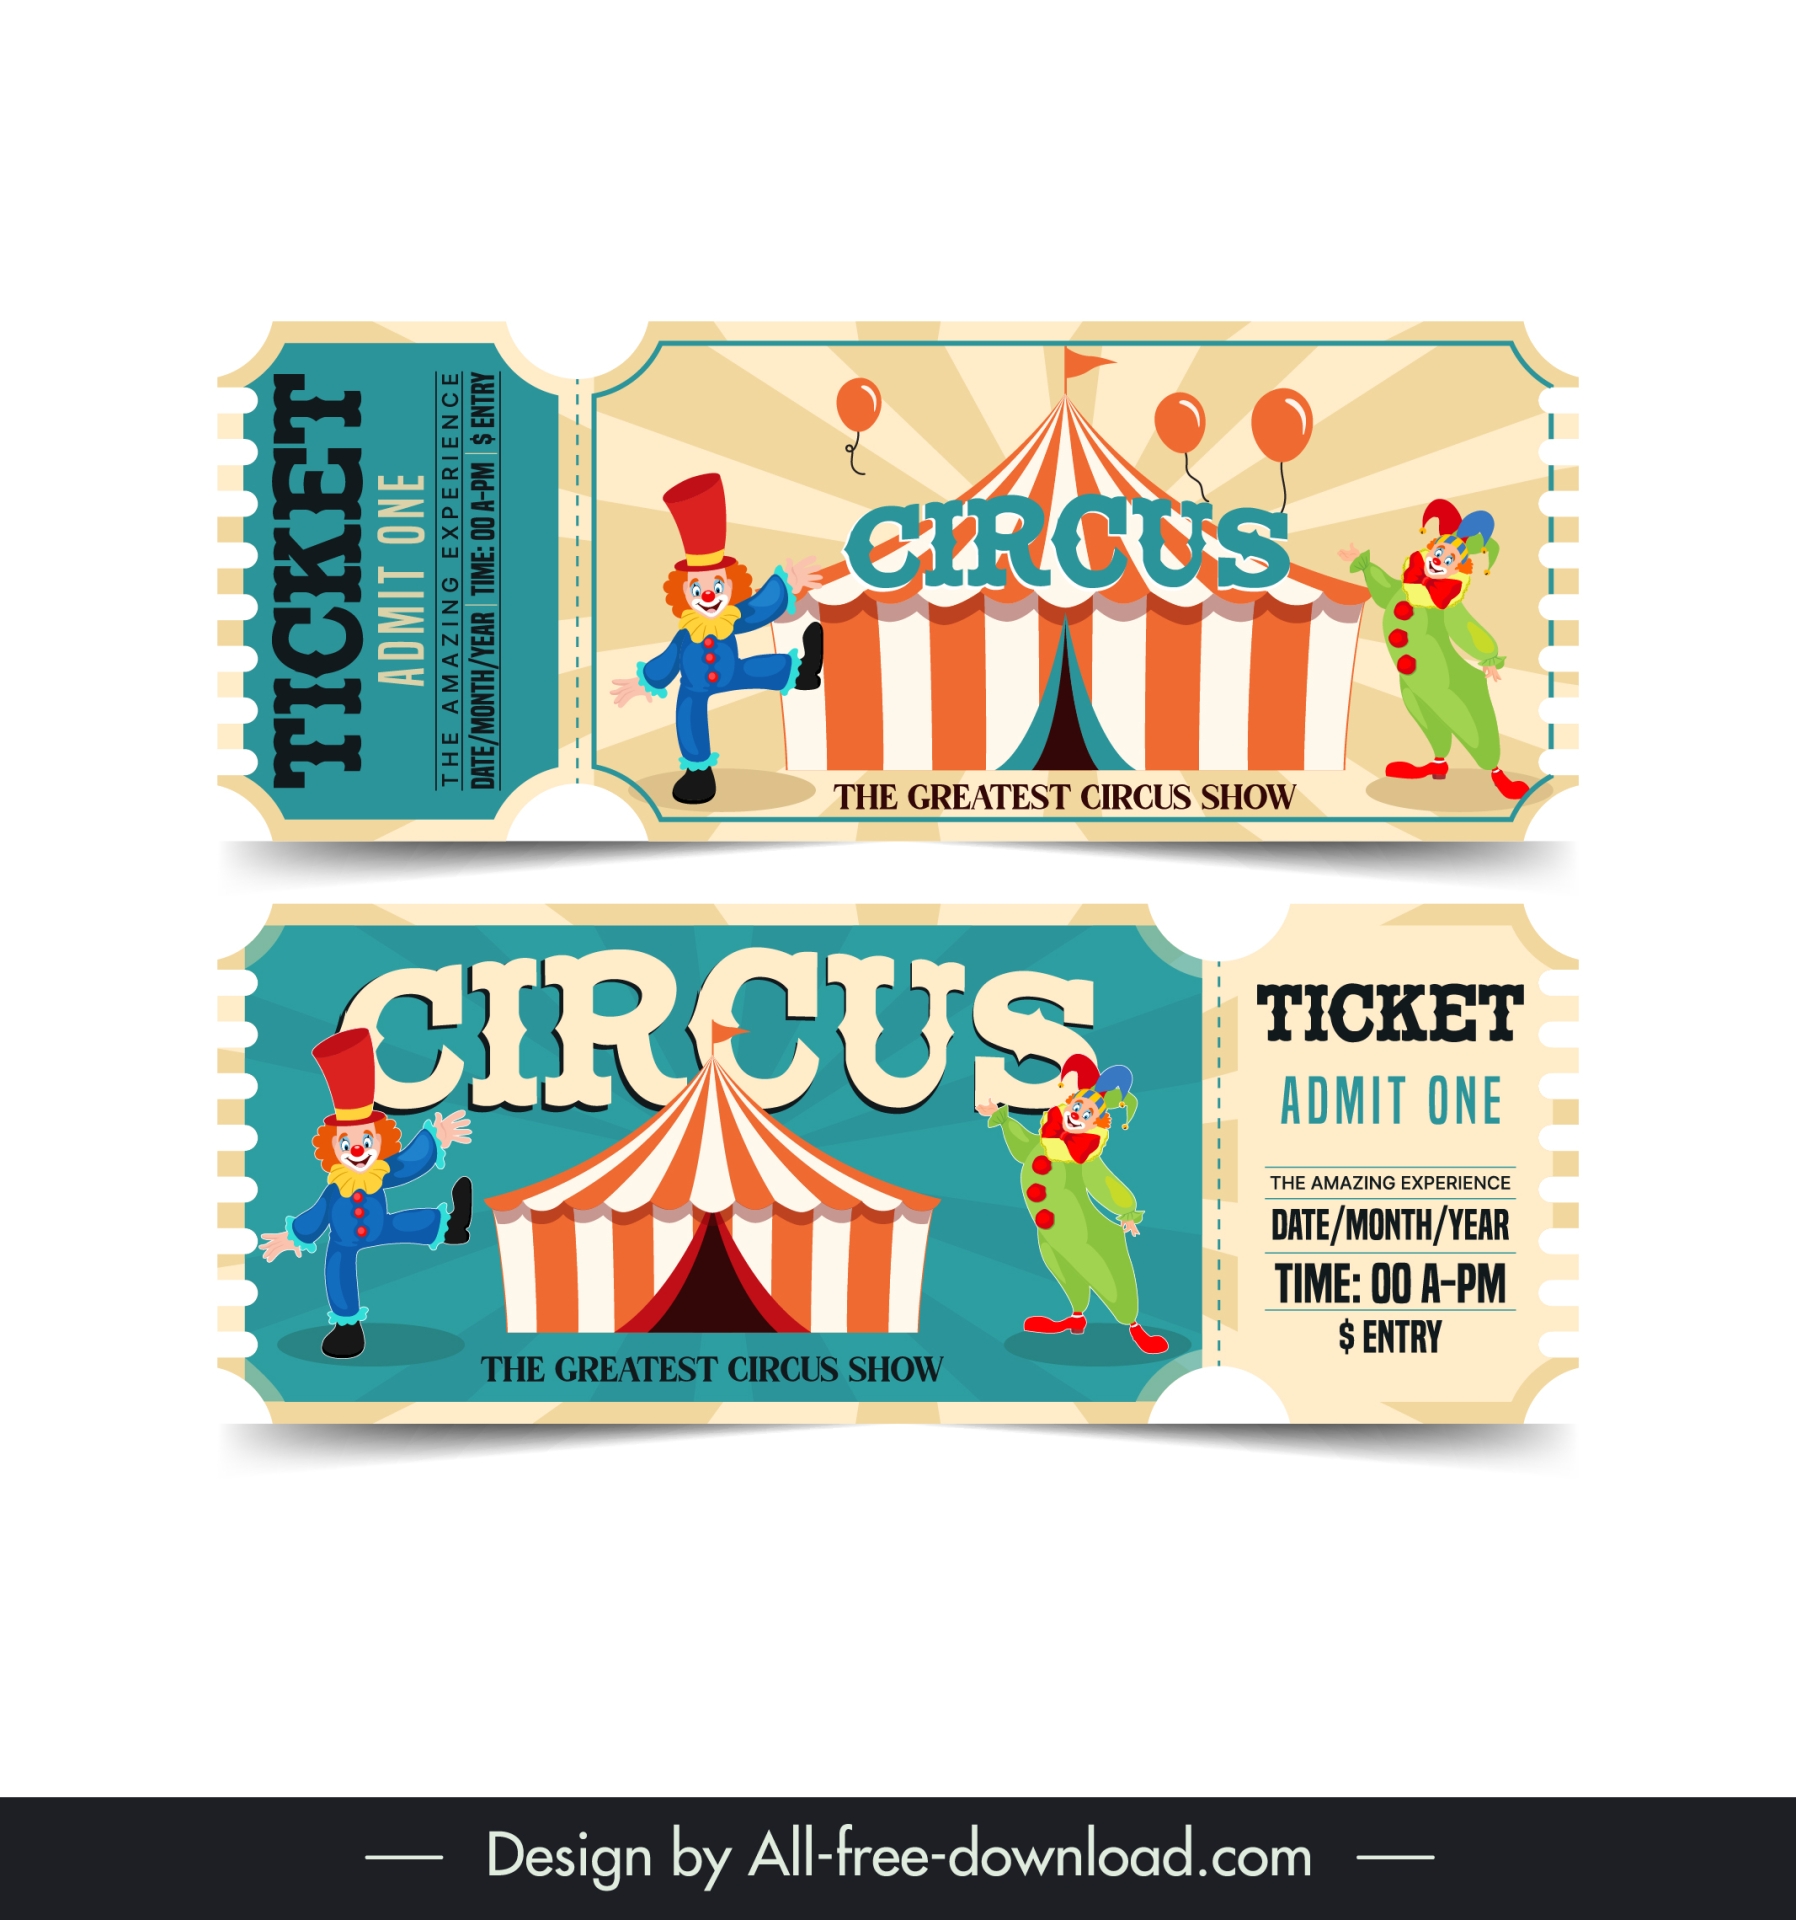 TICKET
ADMIT ONE
THE AMAZING EXPERIENCE
DATE/MONTH/YEAR TIME: 00 A-PM $ ENTRY
CIRCUS
THE GREATEST CIRCUS SHOW
CIRCUS
THE GREATEST CIRCUS SHOW
TICKET
ADMIT ONE
THE AMAZING EXPERIENCE
DATE/MONTH/YEAR
TIME: 00 A-PM
$ ENTRY
Design by All-free-download.com